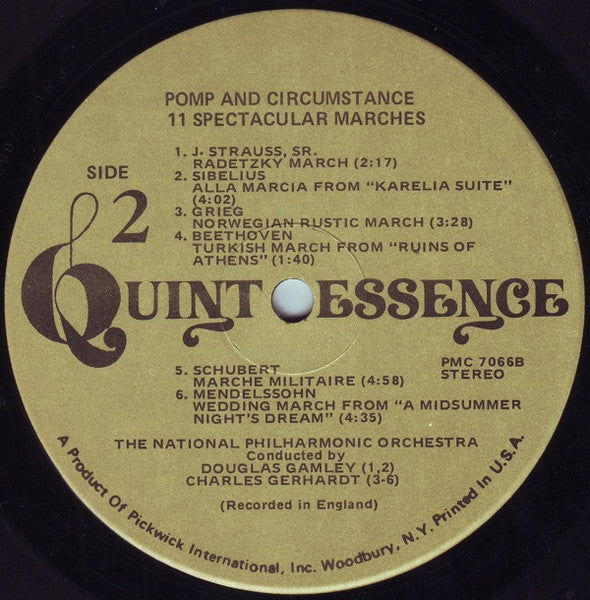 POMP AND CIRCUMSTANCE
11 SPECTACULAR MARCHES
SIDE
2
1. J. STRAUSS, SR.
RADETZKY MARCH (2:17)
2. SIBELIUS
ALLA MARCIA FROM “KARELIA SUITE”
(4:02)
3. GRIEG
NORWEGIAN RUSTIC MARCH (3:28)
4. BEETHOVEN
TURKISH MARCH FROM “RUINS OF
ATHENS” (1:40)
QUINTESSENCE
5. SCHUBERT
MARCHE MILITAIRE (4:58)
6. MENDELSSOHN
WEDDING MARCH FROM “A MIDSUMMER
NIGHT'S DREAM” (4:35)
PMC 7066B
STEREO
THE NATIONAL PHILHARMONIC ORCHESTRA
Conducted by
DOUGLAS GAMLEY (1,2)
CHARLES GERHARDT (3-6)
(Recorded in England)
A Product Of Pickwick International, Inc. Woodbury, N.Y. Printed in U.S.A.